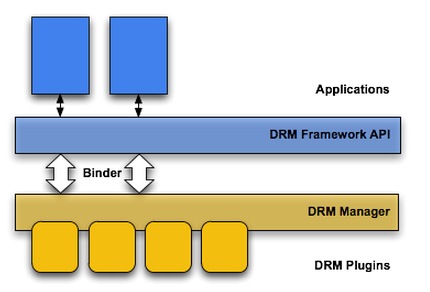 Applications
DRM Framework API
Binder
DRM Manager
DRM Plugins